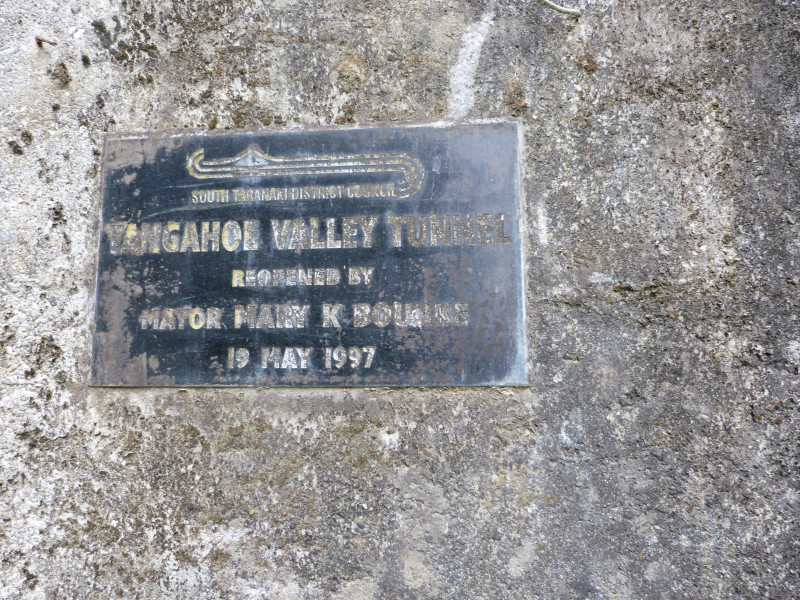 SOUTH TARANAKI DISTRICT COUNCIL
TANGAHOE VALLEY TUNNEL
REOPENED BY
MAYOR MARY K BOURKE
19 MAY 1997